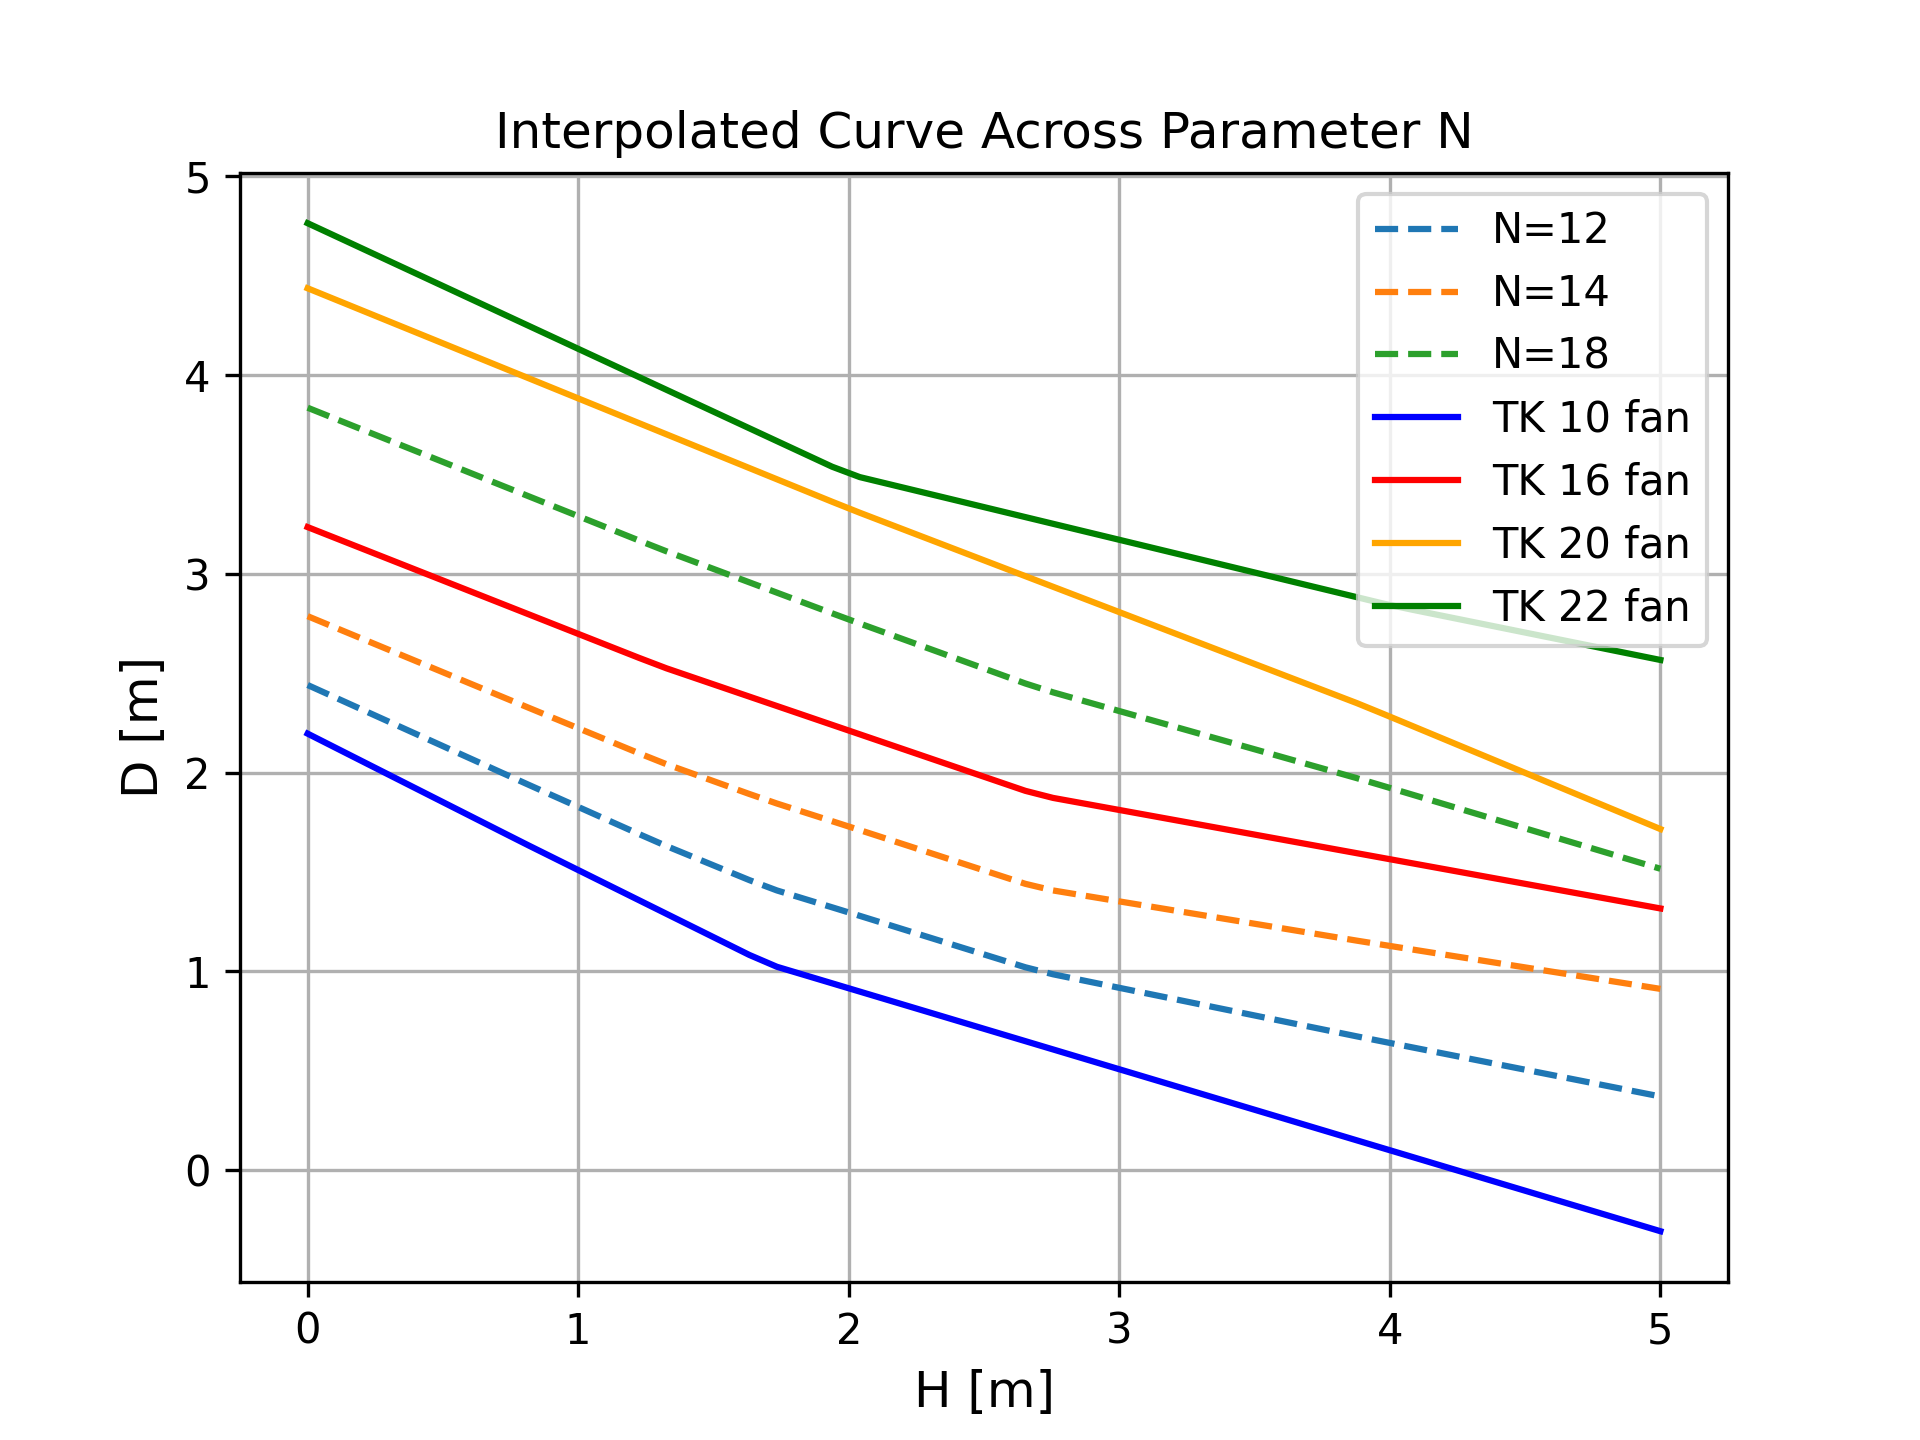 Interpolated Curve Across Parameter N
5
4
3
2
1
0
D [m]
0 1 2 3 4 5
H [m]
N=12
N=14
N=18
TK 10 fan
TK 16 fan
TK 20 fan
TK 22 fan